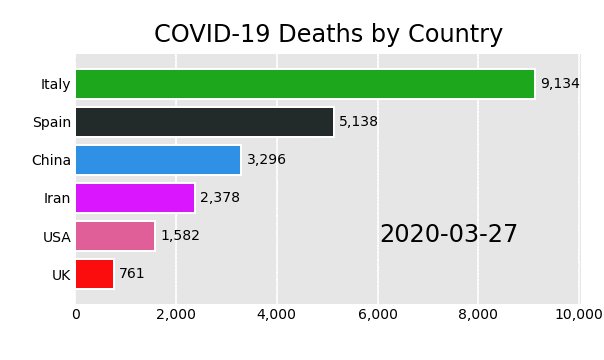 COVID-19 Deaths by Country
Italy 9,134
Spain 5,138
China 3,296
Iran 2,378
USA 1,582
2020-03-27
UK 761
0 2,000 4,000 6,000 8,000 10,000